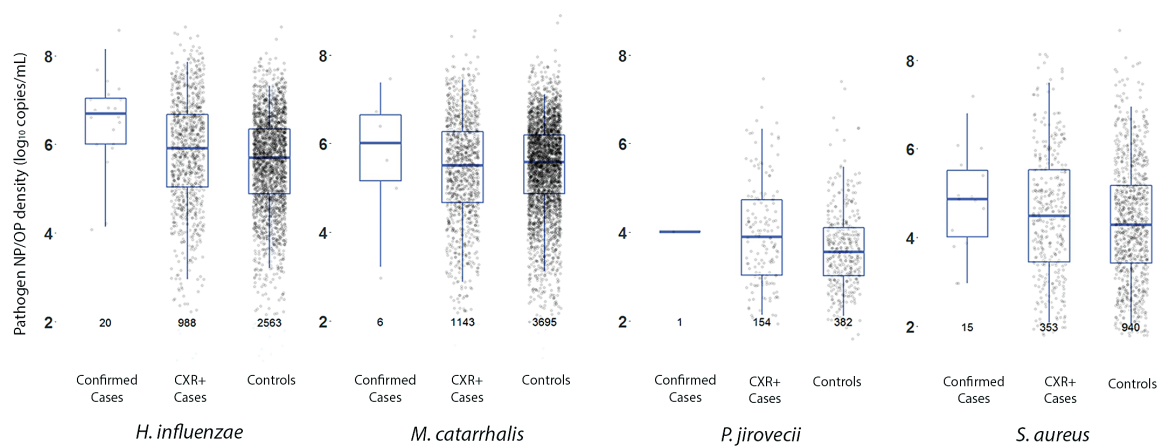 Pathogen NP/OP density (log₁₀ copies/mL)
8
6
4
2
20
988
2563
Confirmed
Cases
CXR+
Cases
Controls
H. influenzae
8
6
4
2
6
1143
3695
Confirmed
Cases
CXR+
Cases
Controls
M. catarrhalis
8
6
4
2
1
154
382
Confirmed
Cases
CXR+
Cases
Controls
P. jirovecii
8
6
4
2
15
353
940
Confirmed
Cases
CXR+
Cases
Controls
S. aureus